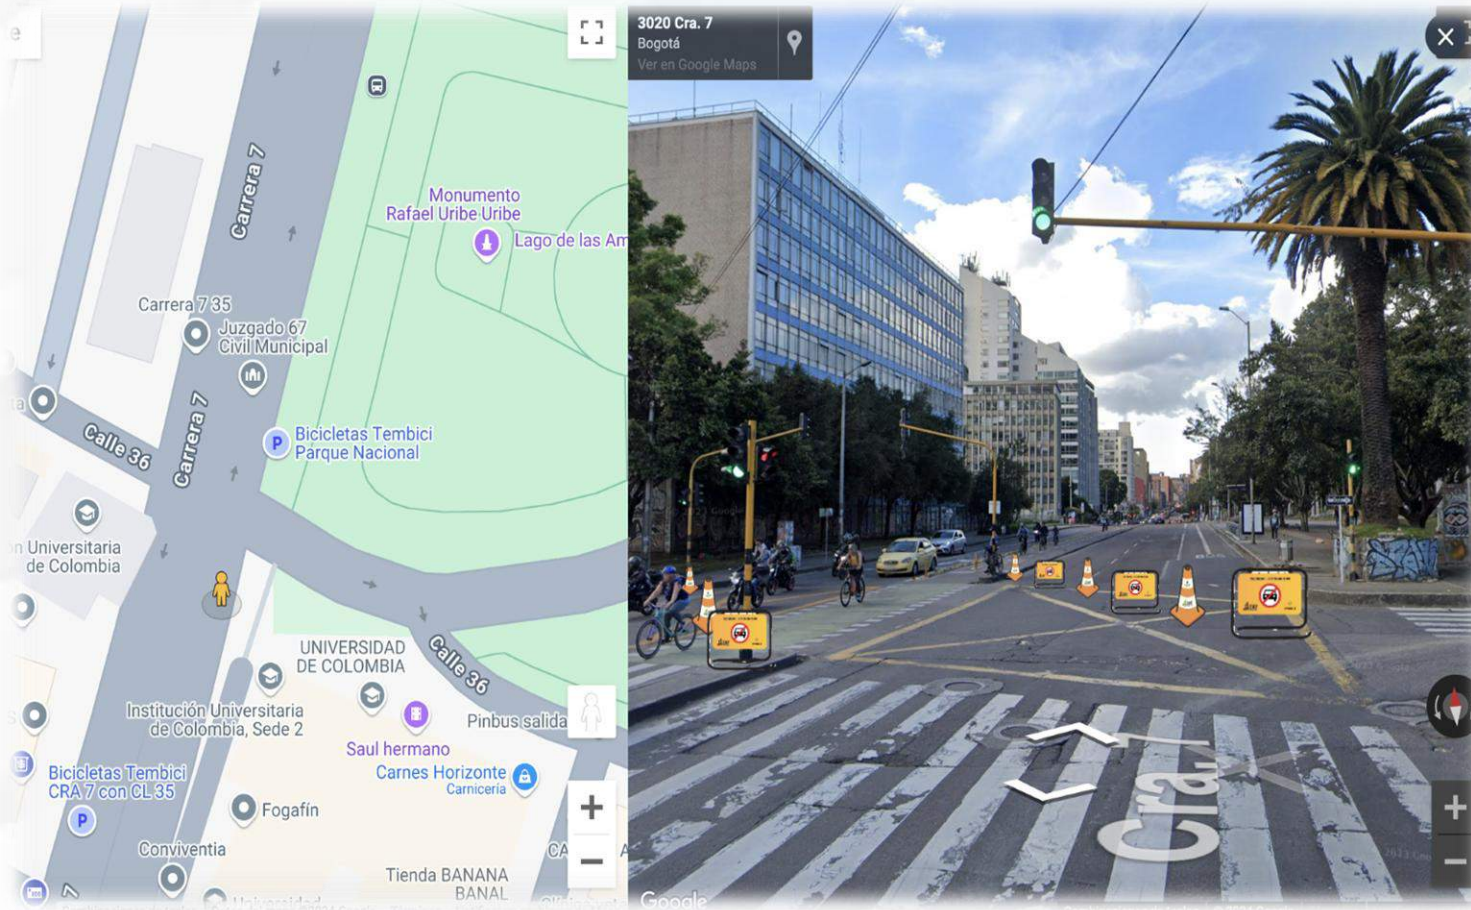 Carrera 7
Monumento
Rafael Uribe Uribe
Lago de las Am
Carrera 7 35
Juzgado 67
Civil Municipal
Carrera 7
Bicicletas Tembici
Parque Nacional
Calle 36
n Universitaria
de Colombia
UNIVERSIDAD
DE COLOMBIA
Calle 36
Institución Universitaria
de Colombia, Sede 2
Pinbus salida
Saul hermano
Bicicletas Tembici
CRA 7 con CL 35
Carnes Horizonte
Carnicería
Fogafín
Conviventia
Tienda BANANA
BANAL
CA
7
3020 Cra. 7
Bogotá
Ver en Google Maps
Cra. 7
Google